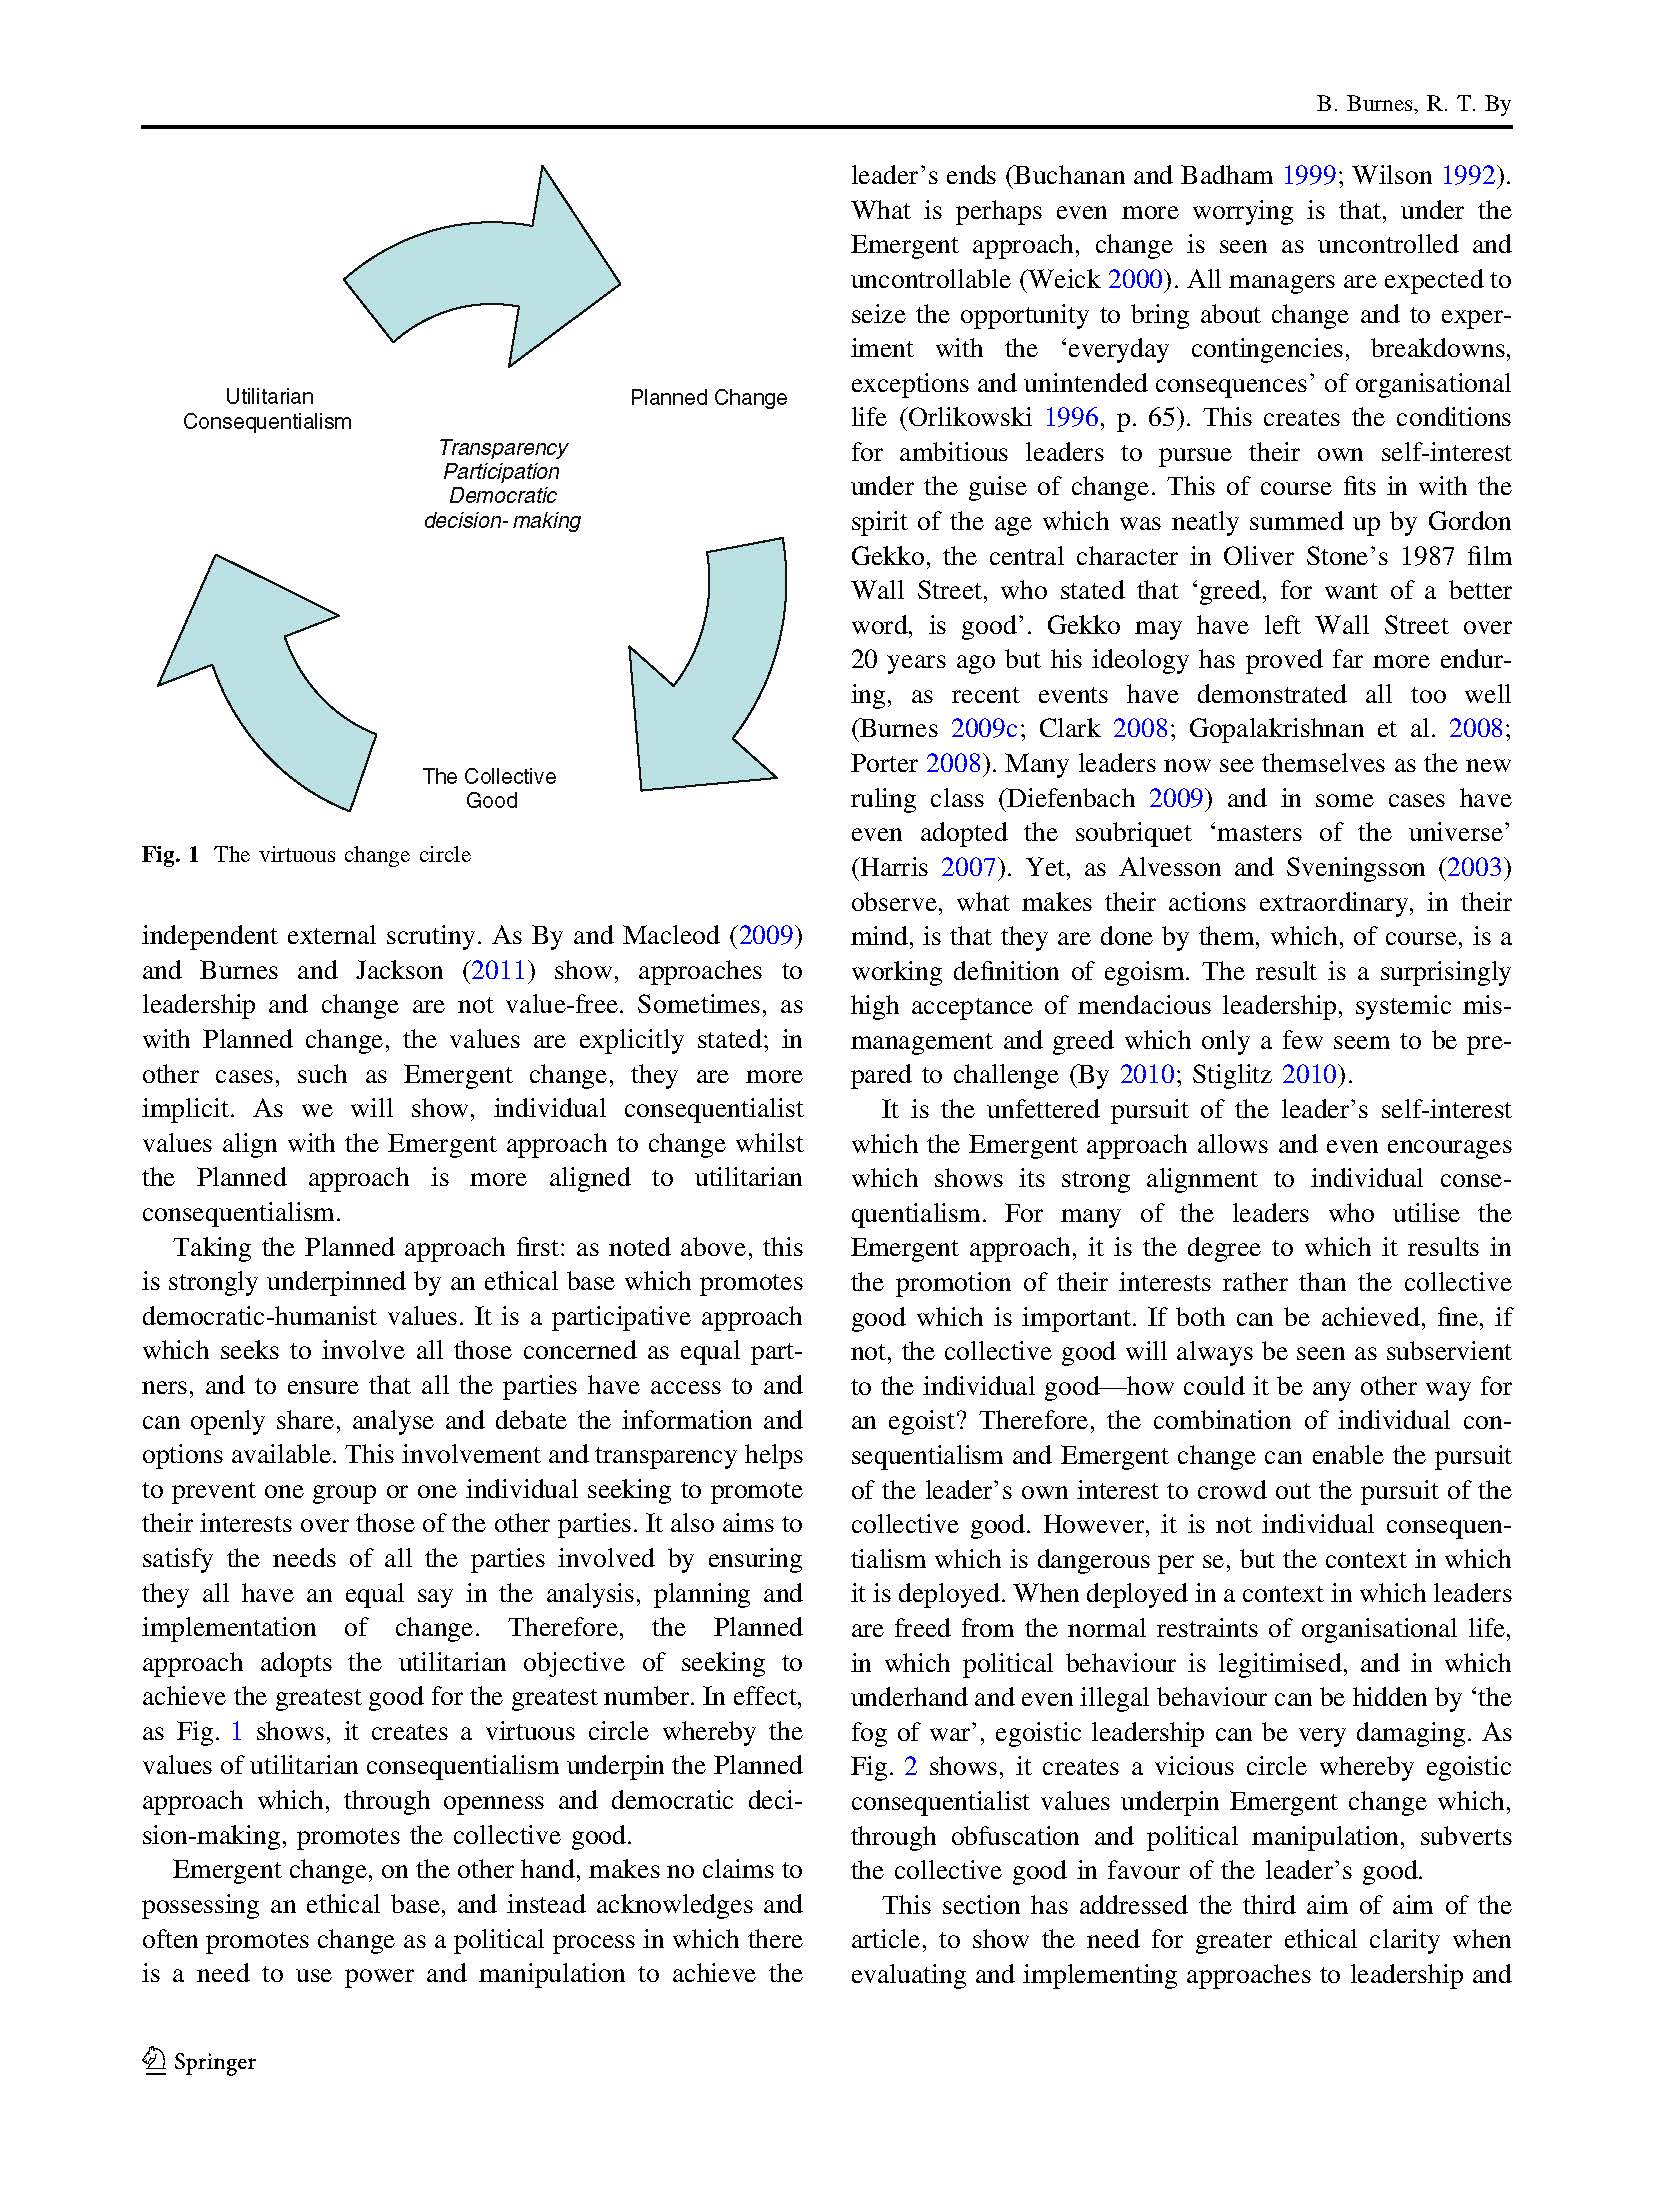 B. Burnes, R. T. By
Utilitarian
Consequentialism
Planned Change
Transparency
Participation
Democratic
decision- making
The Collective
Good
Fig. 1 The virtuous change circle
independent external scrutiny. As By and Macleod (2009)
and Burnes and Jackson (2011) show, approaches to
leadership and change are not value-free. Sometimes, as
with Planned change, the values are explicitly stated; in
other cases, such as Emergent change, they are more
implicit. As we will show, individual consequentialist
values align with the Emergent approach to change whilst
the Planned approach is more aligned to utilitarian
consequentialism.
Taking the Planned approach first: as noted above, this
is strongly underpinned by an ethical base which promotes
democratic-humanist values. It is a participative approach
which seeks to involve all those concerned as equal part-
ners, and to ensure that all the parties have access to and
can openly share, analyse and debate the information and
options available. This involvement and transparency helps
to prevent one group or one individual seeking to promote
their interests over those of the other parties. It also aims to
satisfy the needs of all the parties involved by ensuring
they all have an equal say in the analysis, planning and
implementation of change. Therefore, the Planned
approach adopts the utilitarian objective of seeking to
achieve the greatest good for the greatest number. In effect,
as Fig. 1 shows, it creates a virtuous circle whereby the
values of utilitarian consequentialism underpin the Planned
approach which, through openness and democratic deci-
sion-making, promotes the collective good.
Emergent change, on the other hand, makes no claims to
possessing an ethical base, and instead acknowledges and
often promotes change as a political process in which there
is a need to use power and manipulation to achieve the
leader's ends (Buchanan and Badham 1999; Wilson 1992).
What is perhaps even more worrying is that, under the
Emergent approach, change is seen as uncontrolled and
uncontrollable (Weick 2000). All managers are expected to
seize the opportunity to bring about change and to exper-
iment with the 'everyday contingencies, breakdowns,
exceptions and unintended consequences' of organisational
life (Orlikowski 1996, p. 65). This creates the conditions
for ambitious leaders to pursue their own self-interest
under the guise of change. This of course fits in with the
spirit of the age which was neatly summed up by Gordon
Gekko, the central character in Oliver Stone's 1987 film
Wall Street, who stated that 'greed, for want of a better
word, is good'. Gekko may have left Wall Street over
20 years ago but his ideology has proved far more endur-
ing, as recent events have demonstrated all too well
(Burnes 2009c; Clark 2008; Gopalakrishnan et al. 2008;
Porter 2008). Many leaders now see themselves as the new
ruling class (Diefenbach 2009) and in some cases have
even adopted the soubriquet 'masters of the universe'
(Harris 2007). Yet, as Alvesson and Sveningsson (2003)
observe, what makes their actions extraordinary, in their
mind, is that they are done by them, which, of course, is a
working definition of egoism. The result is a surprisingly
high acceptance of mendacious leadership, systemic mis-
management and greed which only a few seem to be pre-
pared to challenge (By 2010; Stiglitz 2010).
It is the unfettered pursuit of the leader's self-interest
which the Emergent approach allows and even encourages
which shows its strong alignment to individual conse-
quentialism. For many of the leaders who utilise the
Emergent approach, it is the degree to which it results in
the promotion of their interests rather than the collective
good which is important. If both can be achieved, fine, if
not, the collective good will always be seen as subservient
to the individual good—how could it be any other way for
an egoist? Therefore, the combination of individual con-
sequentialism and Emergent change can enable the pursuit
of the leader's own interest to crowd out the pursuit of the
collective good. However, it is not individual consequen-
tialism which is dangerous per se, but the context in which
it is deployed. When deployed in a context in which leaders
are freed from the normal restraints of organisational life,
in which political behaviour is legitimised, and in which
underhand and even illegal behaviour can be hidden by 'the
fog of war', egoistic leadership can be very damaging. As
Fig. 2 shows, it creates a vicious circle whereby egoistic
consequentialist values underpin Emergent change which,
through obfuscation and political manipulation, subverts
the collective good in favour of the leader's good.
This section has addressed the third aim of aim of the
article, to show the need for greater ethical clarity when
evaluating and implementing approaches to leadership and
Springer